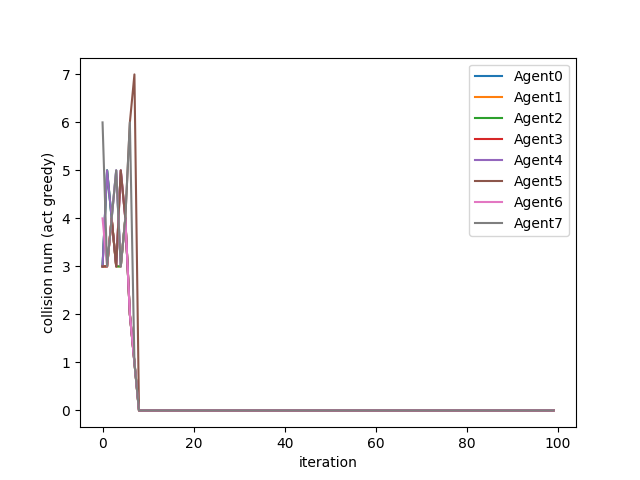 7
6
5
4
3
2
1
0
collision num (act greedy)
0 20 40 60 80 100
iteration
Agent0
Agent1
Agent2
Agent3
Agent4
Agent5
Agent6
Agent7